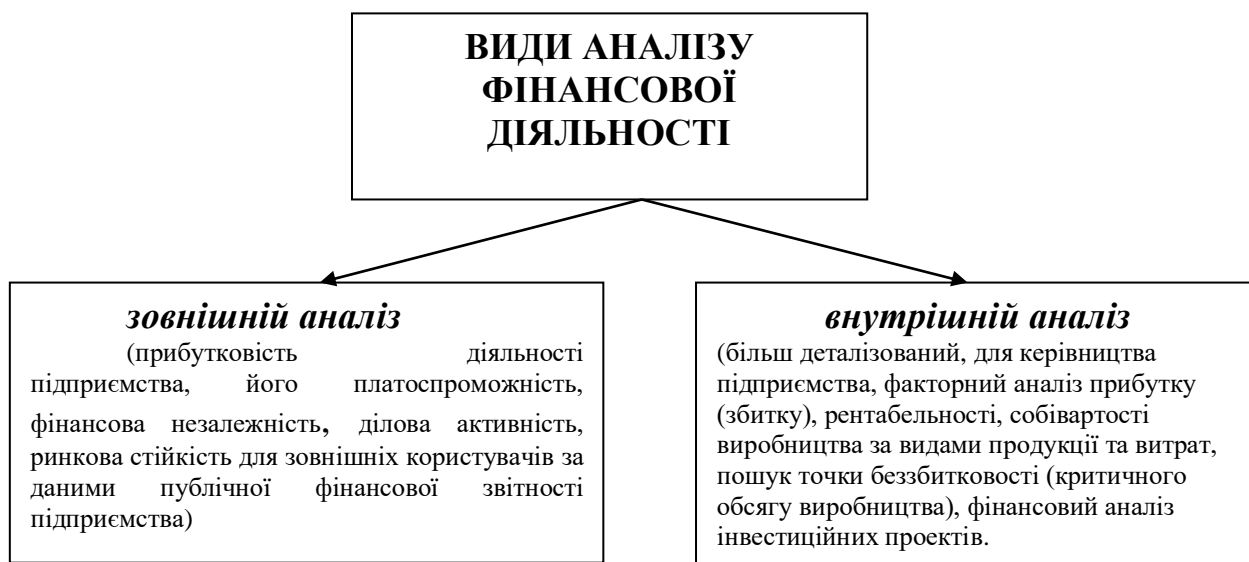 ВИДИ АНАЛІЗУ
ФІНАНСОВОЇ
ДІЯЛЬНОСТІ
зовнішній аналіз
(прибутковість діяльності
підприємства, його платоспроможність,
фінансова незалежність, ділова активність,
ринкова стійкість для зовнішніх користувачів за
даними публічної фінансової звітності
підприємства)
внутрішній аналіз
(більш деталізований, для керівництва
підприємства, факторний аналіз прибутку
(збитку), рентабельності, собівартості
виробництва за видами продукції та витрат,
пошук точки беззбитковості (критичного
обсягу виробництва), фінансовий аналіз
інвестиційних проектів.